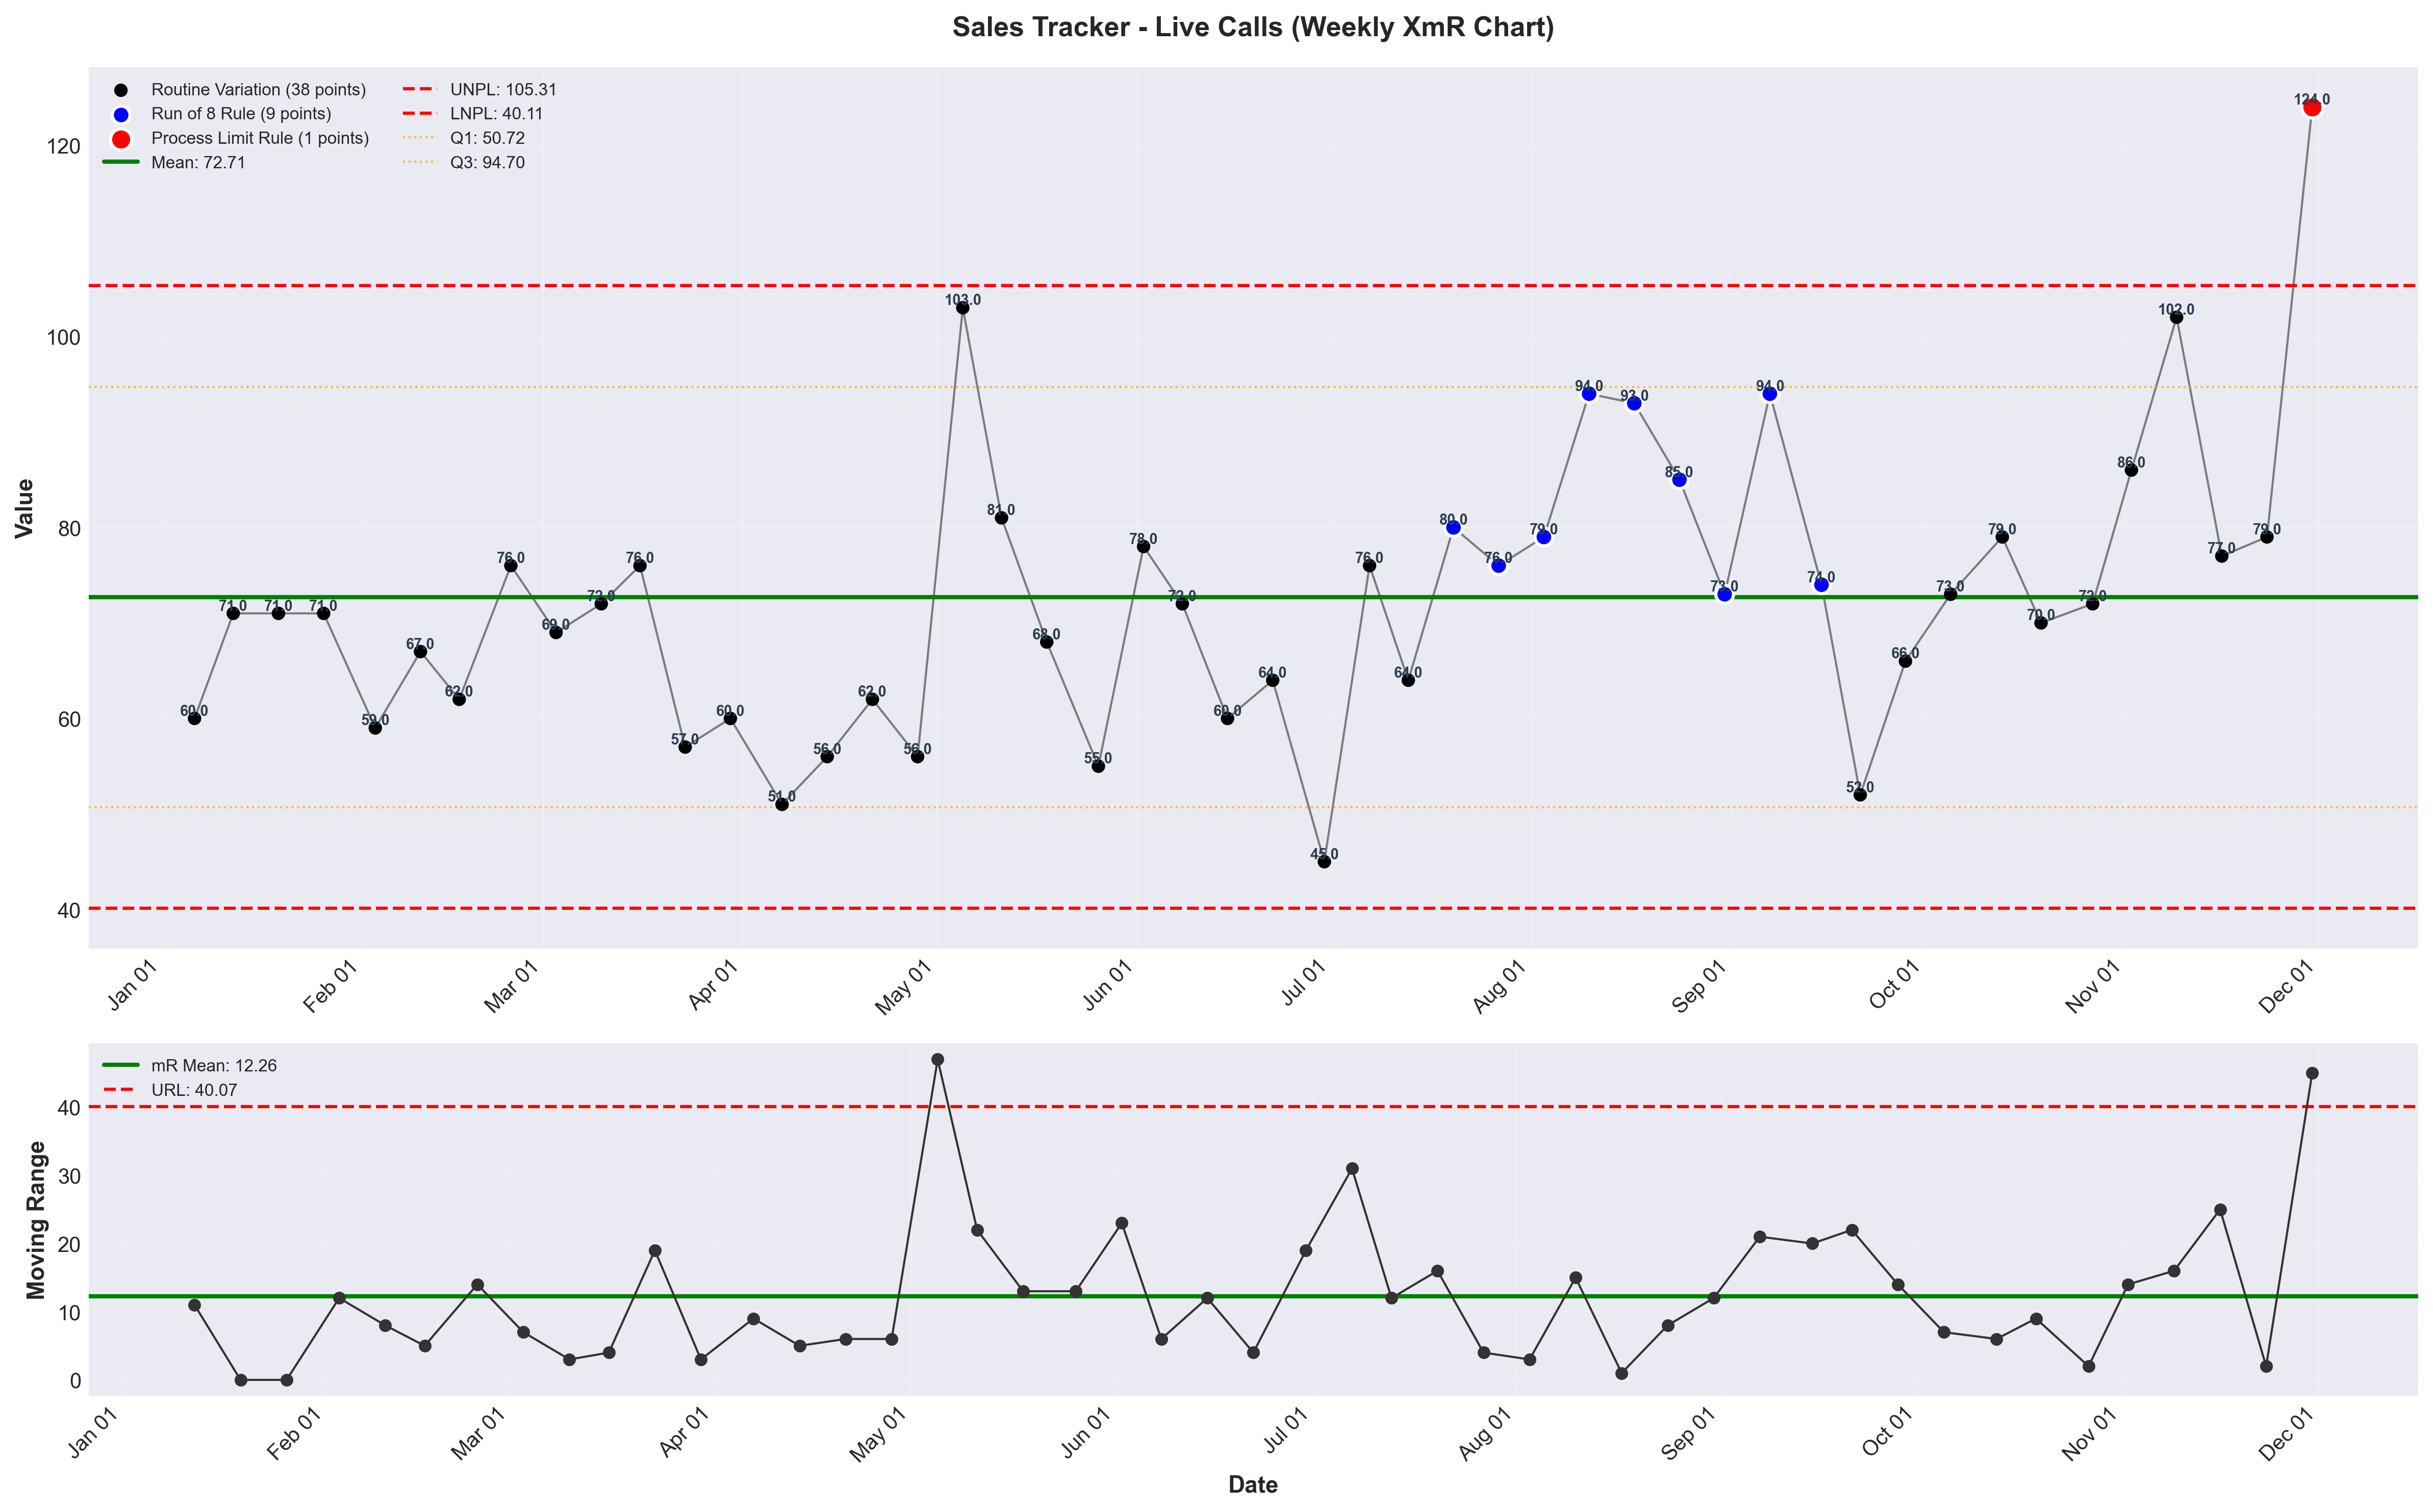 Sales Tracker - Live Calls (Weekly XmR Chart)
Routine Variation (38 points)
Run of 8 Rule (9 points)
Process Limit Rule (1 points)
Mean: 72.71
UNPL: 105.31
LNPL: 40.11
Q1: 50.72
Q3: 94.70
Value
120
100
80
60
40
60.0
71.0
71.0
71.0
59.0
67.0
62.0
76.0
69.0
72.0
76.0
57.0
60.0
51.0
56.0
62.0
56.0
103.0
81.0
68.0
55.0
78.0
72.0
60.0
64.0
45.0
76.0
64.0
80.0
76.0
79.0
94.0
93.0
85.0
73.0
94.0
74.0
52.0
66.0
73.0
79.0
70.0
72.0
86.0
102.0
77.0
79.0
124.0
Jan 01
Feb 01
Mar 01
Apr 01
May 01
Jun 01
Jul 01
Aug 01
Sep 01
Oct 01
Nov 01
Dec 01
mR Mean: 12.26
URL: 40.07
Moving Range
40
30
20
10
0
Jan 01
Feb 01
Mar 01
Apr 01
May 01
Jun 01
Jul 01
Aug 01
Sep 01
Oct 01
Nov 01
Dec 01
Date